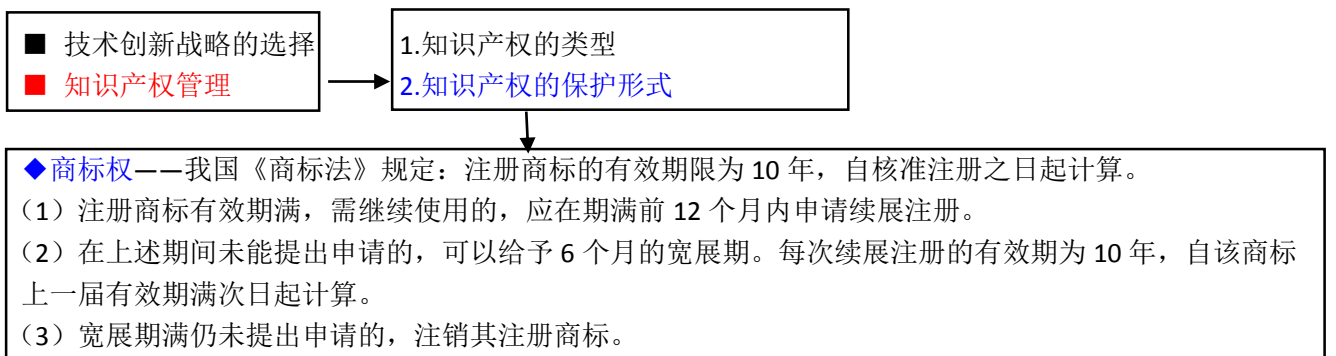 ■ 技术创新战略的选择
■ 知识产权管理
1.知识产权的类型
2.知识产权的保护形式
◆商标权——我国《商标法》规定：注册商标的有效期限为 10 年，自核准注册之日起计算。
（1）注册商标有效期满，需继续使用的，应在期满前 12 个月内申请续展注册。
（2）在上述期间未能提出申请的，可以给予 6 个月的宽展期。每次续展注册的有效期为 10 年，自该商标
上一届有效期满次日起计算。
（3）宽展期满仍未提出申请的，注销其注册商标。